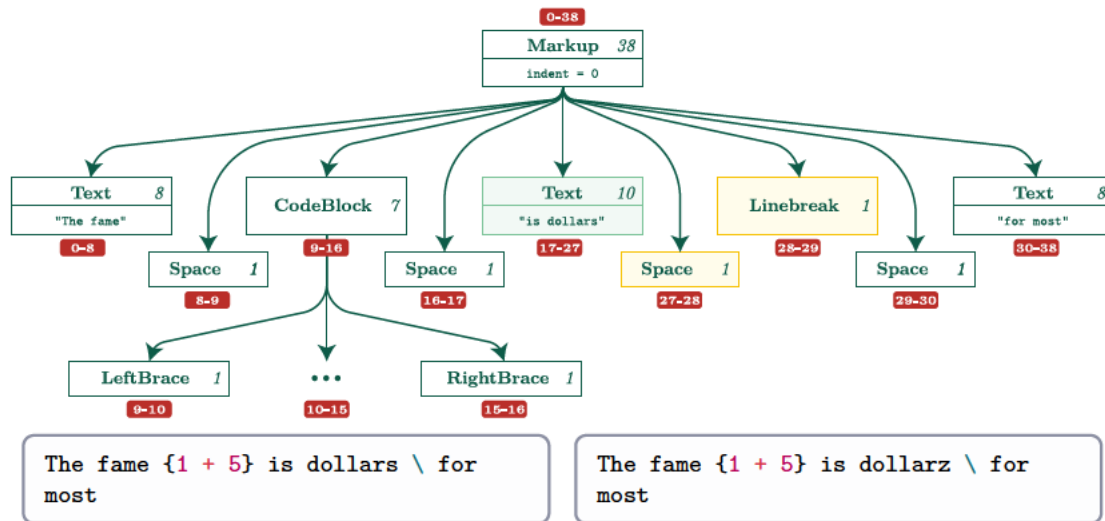 0-38
Markup 38
indent = 0
Text 8
"The fame"
0-8
CodeBlock 7
9-16
Text 10
"is dollars"
17-27
Linebreak 1
28-29
Text 8
"for most"
30-38
Space 1
8-9
Space 1
16-17
Space 1
27-28
Space 1
29-30
LeftBrace 1
9-10
•••
10-15
RightBrace 1
15-16
The fame {1 + 5} is dollars \ for
most
The fame {1 + 5} is dollarz \ for
most